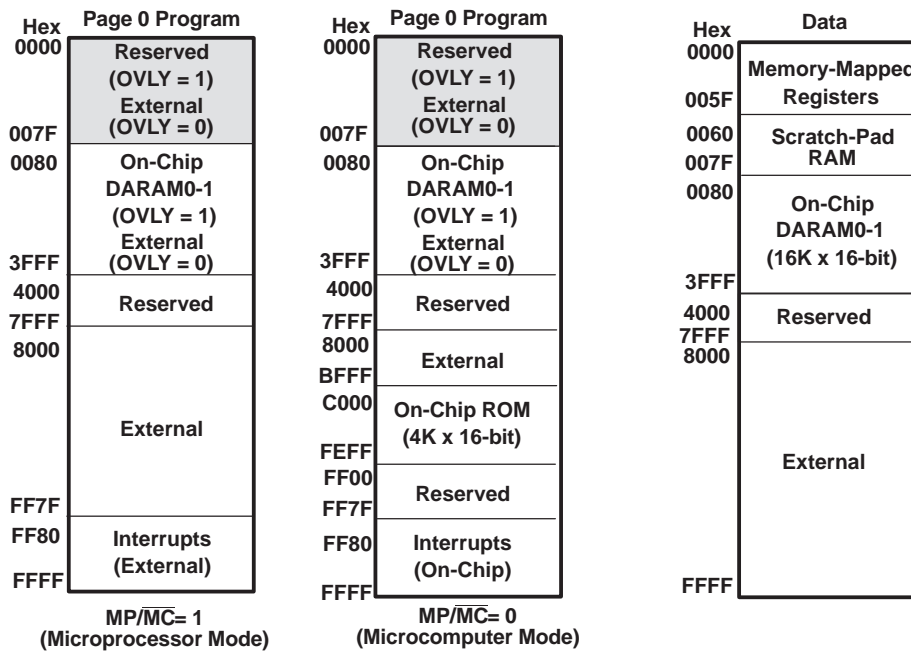 Hex
Page 0 Program
0000
Reserved
(OVLY = 1)
External
(OVLY = 0)
007F
0080
On-Chip
DARAM0-1
(OVLY = 1)
External
(OVLY = 0)
3FFF
4000
Reserved
7FFF
8000
External
FF7F
FF80
Interrupts
(External)
FFFF
MP/MC= 1
(Microprocessor Mode)
Hex
Page 0 Program
0000
Reserved
(OVLY = 1)
External
(OVLY = 0)
007F
0080
On-Chip
DARAM0-1
(OVLY = 1)
External
(OVLY = 0)
3FFF
4000
Reserved
7FFF
8000
External
BFFF
C000
On-Chip ROM
(4K x 16-bit)
FEFF
FF00
Reserved
FF7F
FF80
Interrupts
(On-Chip)
FFFF
MP/MC= 0
(Microcomputer Mode)
Hex
Data
0000
Memory-Mapped
Registers
005F
0060
Scratch-Pad
RAM
007F
0080
On-Chip
DARAM0-1
(16K x 16-bit)
3FFF
4000
Reserved
7FFF
8000
External
FFFF